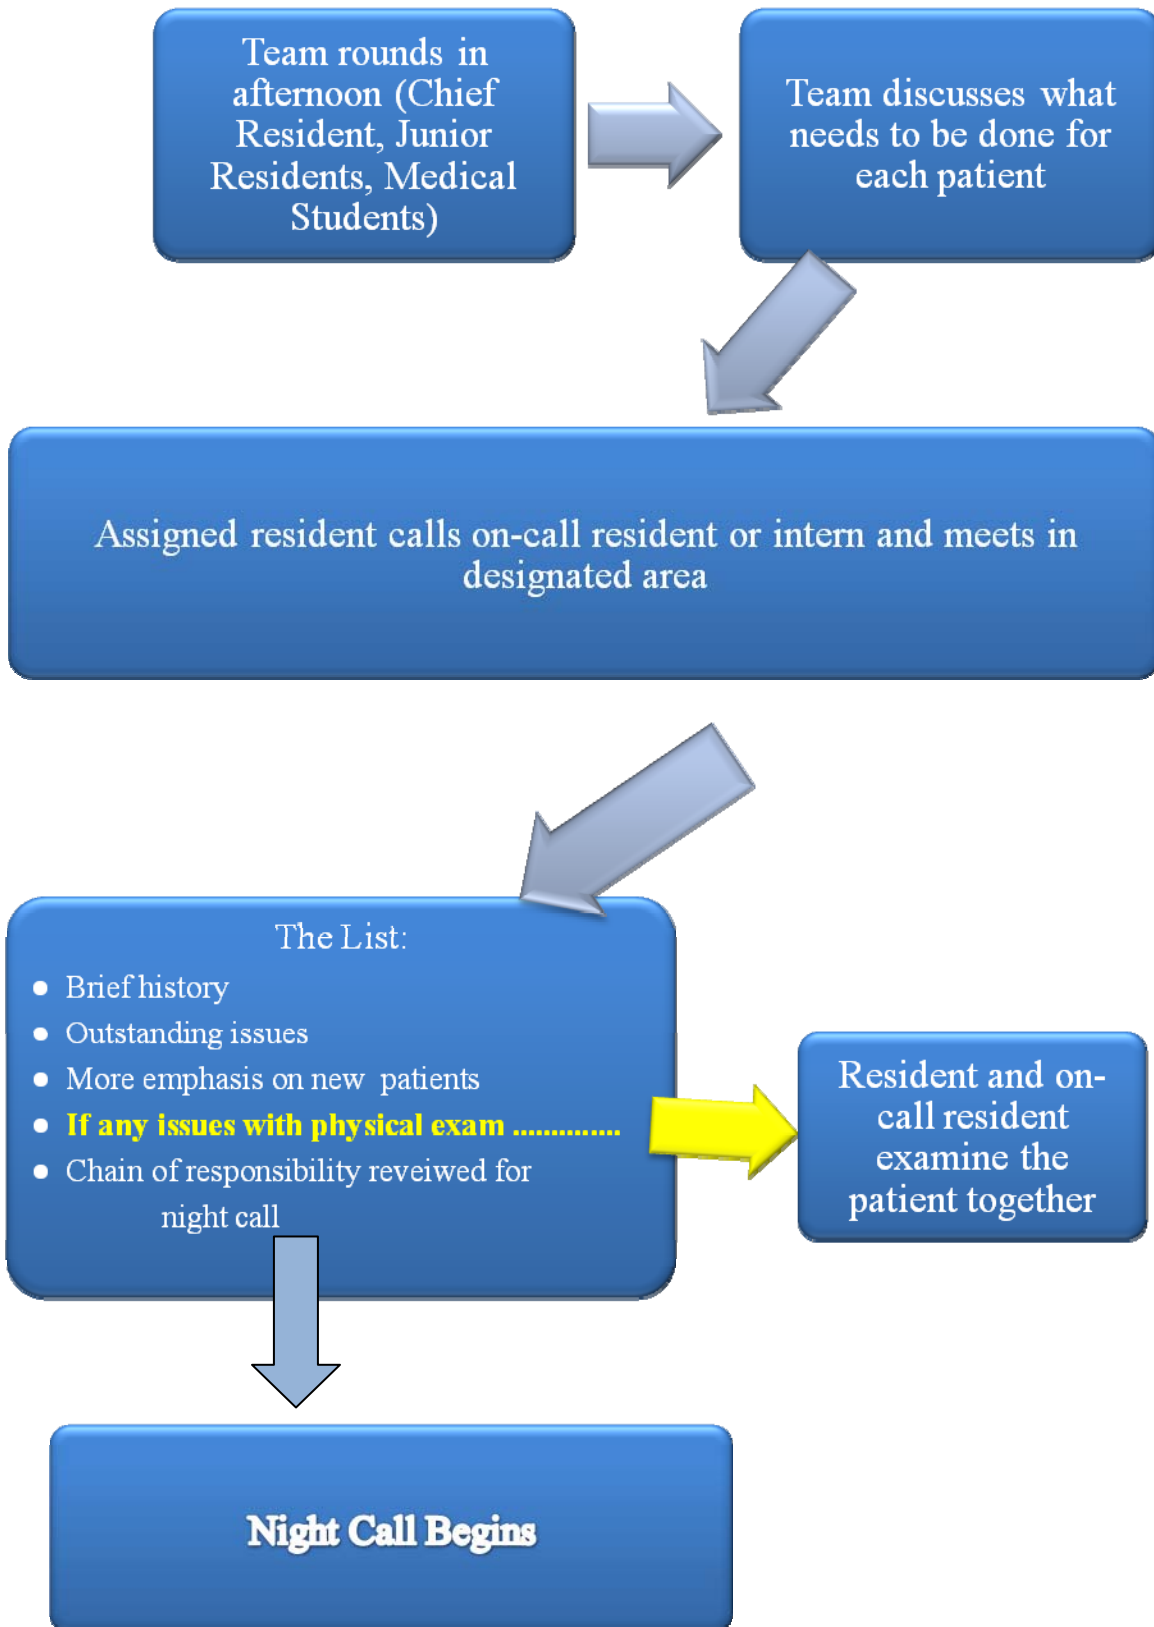 Team rounds in
afternoon (Chief
Resident, Junior
Residents, Medical
Students)
Team discusses what
needs to be done for
each patient
Assigned resident calls on-call resident or intern and meets in
designated area
The List:
• Brief history
• Outstanding issues
• More emphasis on new patients
• If any issues with physical exam ..............
• Chain of responsibility reveiwed for
night call
Resident and on-
call resident
examine the
patient together
Night Call Begins